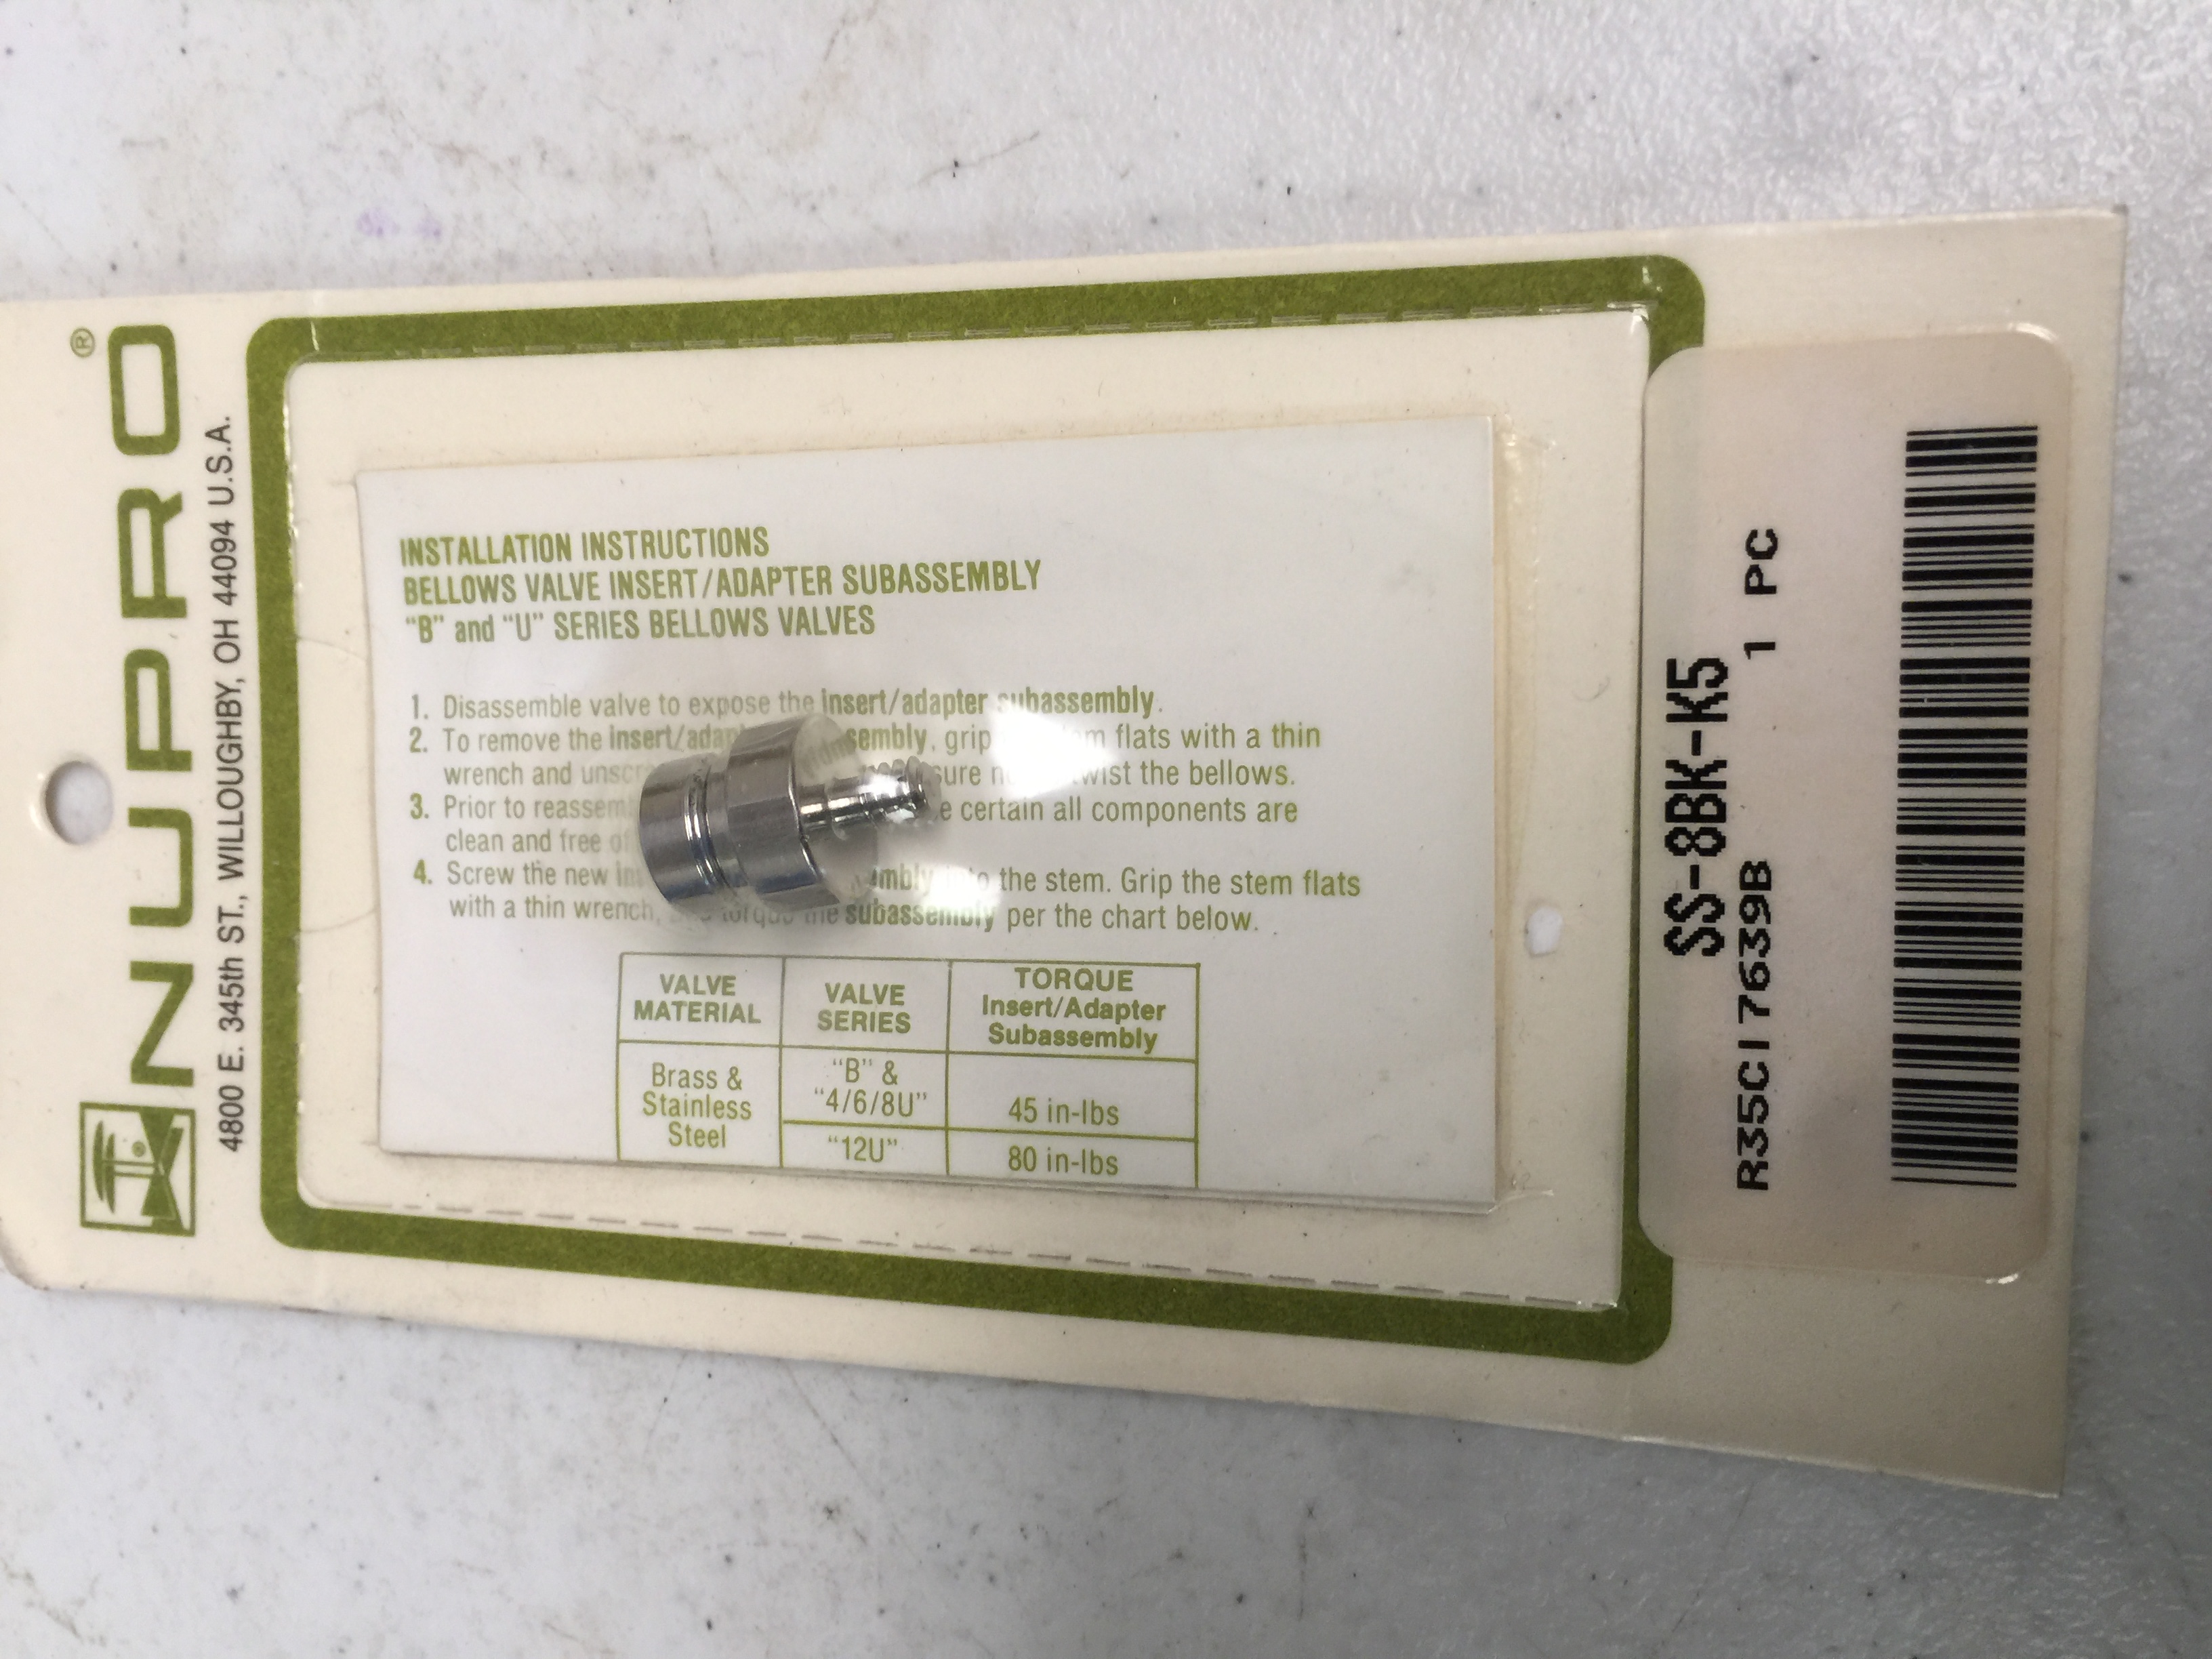 NUPRO®
4800 E. 345th ST., WILLOUGHBY, OH 44094 U.S.A.
INSTALLATION INSTRUCTIONS
BELLOWS VALVE INSERT/ADAPTER SUBASSEMBLY
“B” and “U” SERIES BELLOWS VALVES
1. Disassemble valve to expose the insert/adapter subassembly.
2. To remove the grip flats with a thin
wrench and twist the bellows.
3. Prior to certain all components are
clean and free
4. Screw the new the stem. Grip the stem flats
with a thin wrench, torque the subassembly per the chart below.
VALVE MATERIAL
VALVE SERIES
TORQUE Insert/Adapter Subassembly
Brass & Stainless Steel
“B” & “4/6/8U”
45 in-lbs
“12U”
80 in-lbs
SS-8BK-K5
R35CI7639B 1 PC